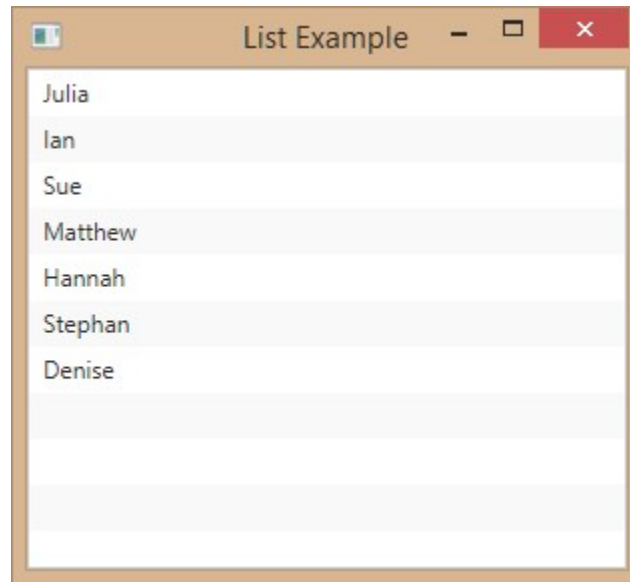 List Example
Julia
Ian
Sue
Matthew
Hannah
Stephan
Denise